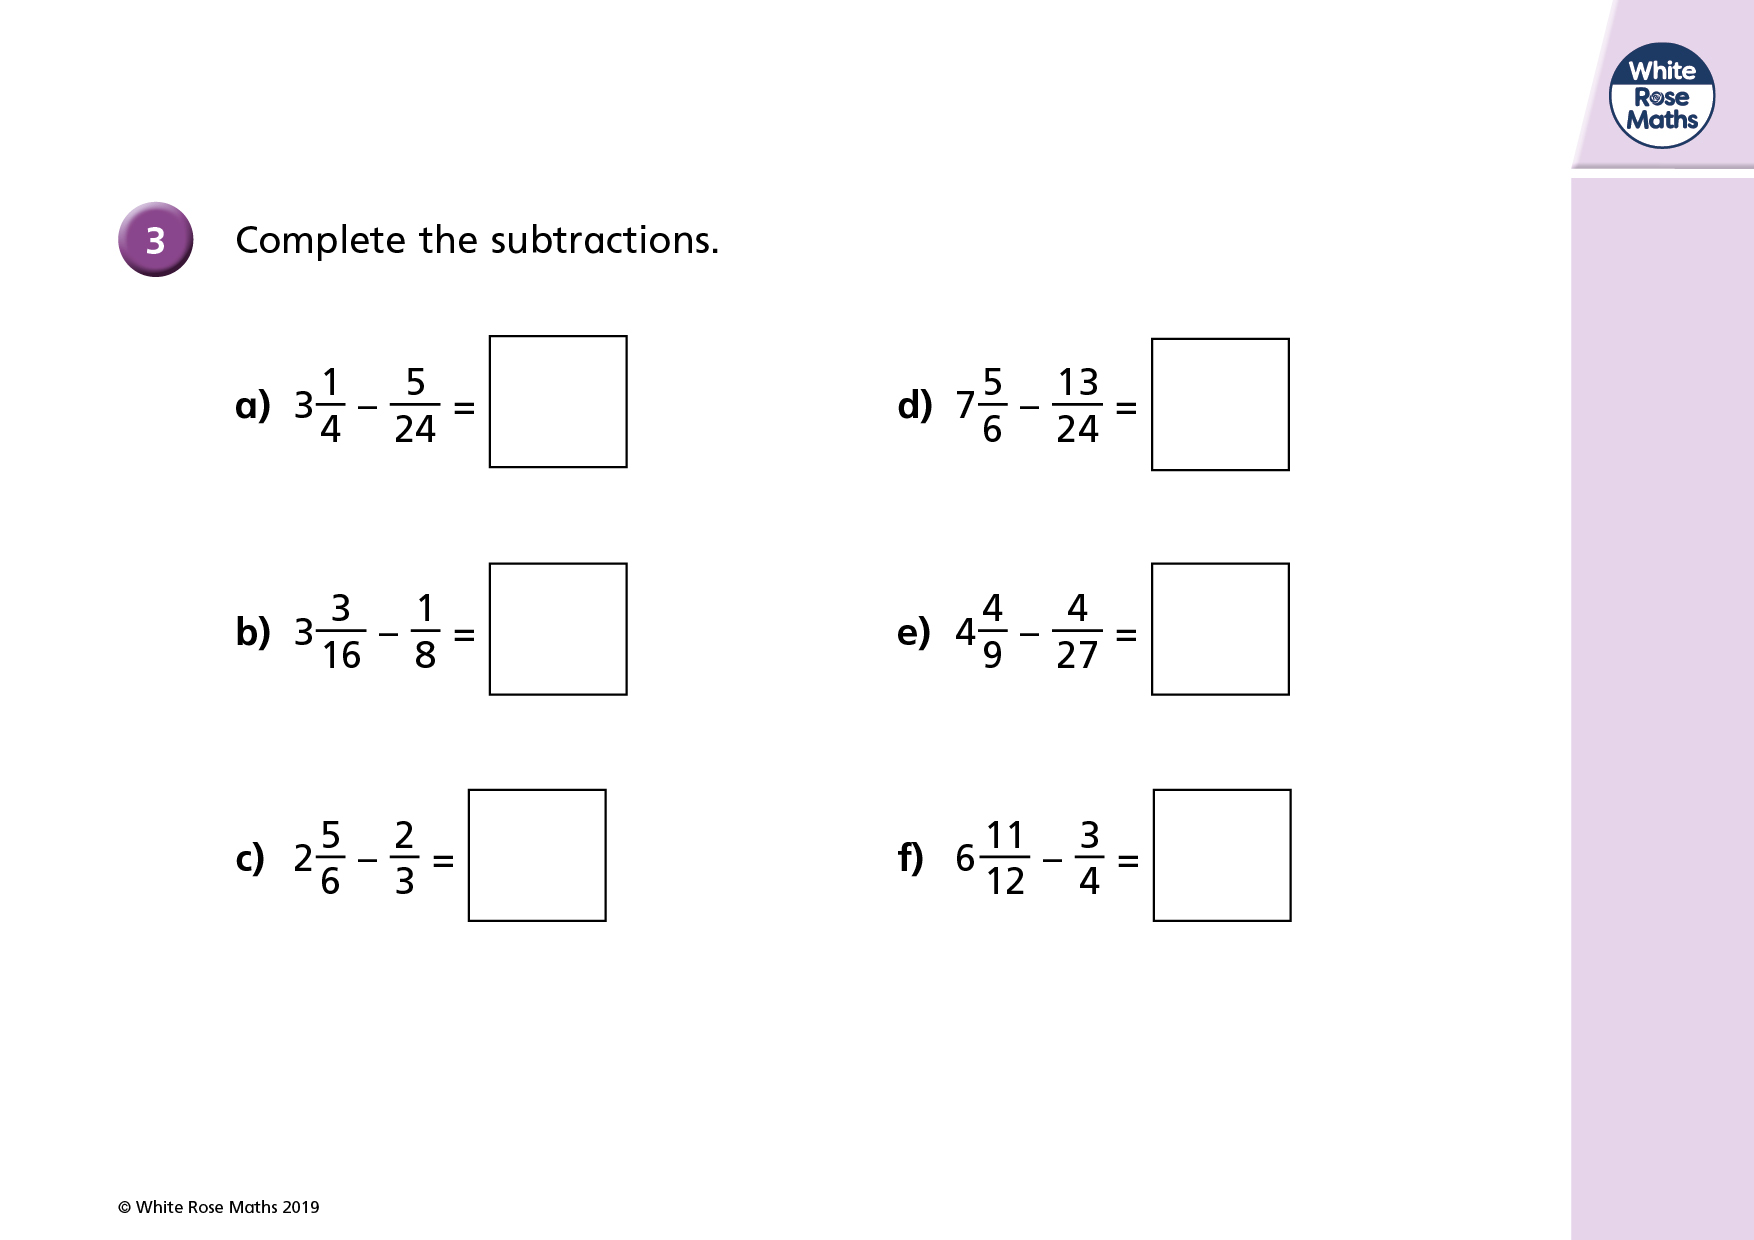 White
Rose
Maths
3 Complete the subtractions.
a) 3 1/4 – 5/24 =
b) 3 3/16 – 1/8 =
c) 2 5/6 – 2/3 =
d) 7 5/6 – 13/24 =
e) 4 4/9 – 4/27 =
f) 6 11/12 – 3/4 =
© White Rose Maths 2019